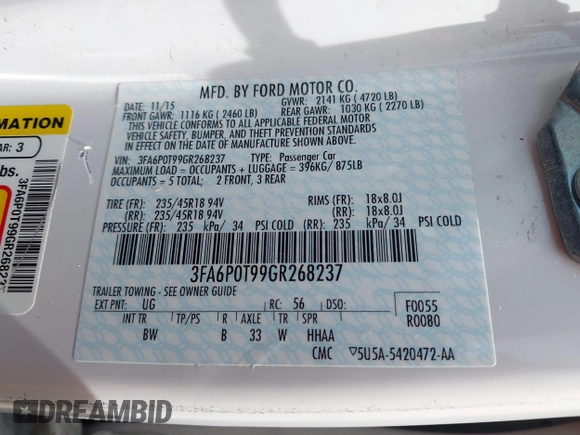 MFD. BY FORD MOTOR CO.
DATE: 11/15 GVWR: 2141 KG ( 4720 LB)
FRONT GAWR: 1116 KG ( 2460 LB) REAR GAWR: 1030 KG ( 2270 LB)
THIS VEHICLE CONFORMS TO ALL APPLICABLE FEDERAL MOTOR
VEHICLE SAFETY, BUMPER, AND THEFT PREVENTION STANDARDS
IN EFFECT ON THE DATE OF MANUFACTURE SHOWN ABOVE.
VIN: 3FA6P0T99GR268237 TYPE: Passenger Car
MAXIMUM LOAD = OCCUPANTS + LUGGAGE = 396KG/ 875LB
OCCUPANTS = 5 TOTAL; 2 FRONT, 3 REAR
TIRE (FR): 235/45R18 94V RIMS (FR): 18x8.0J
(RR): 235/45R18 94V (RR): 18x8.0J
PRESSURE (FR): 235 kPa/ 34 PSI COLD (RR): 235 kPa/ 34 PSI COLD
3FA6P0T99GR268237
TRAILER TOWING - SEE OWNER GUIDE
EXT PNT: UG RC: 56 DSO: F0055
R0080
INT TR TP/PS R AXLE TR SPR
BW B 33 W HHAA
CMC ▽5U5A-5420472-AA
MATION
AR: 3
lbs.
3FA6P0T99GR26823
DREAMBID